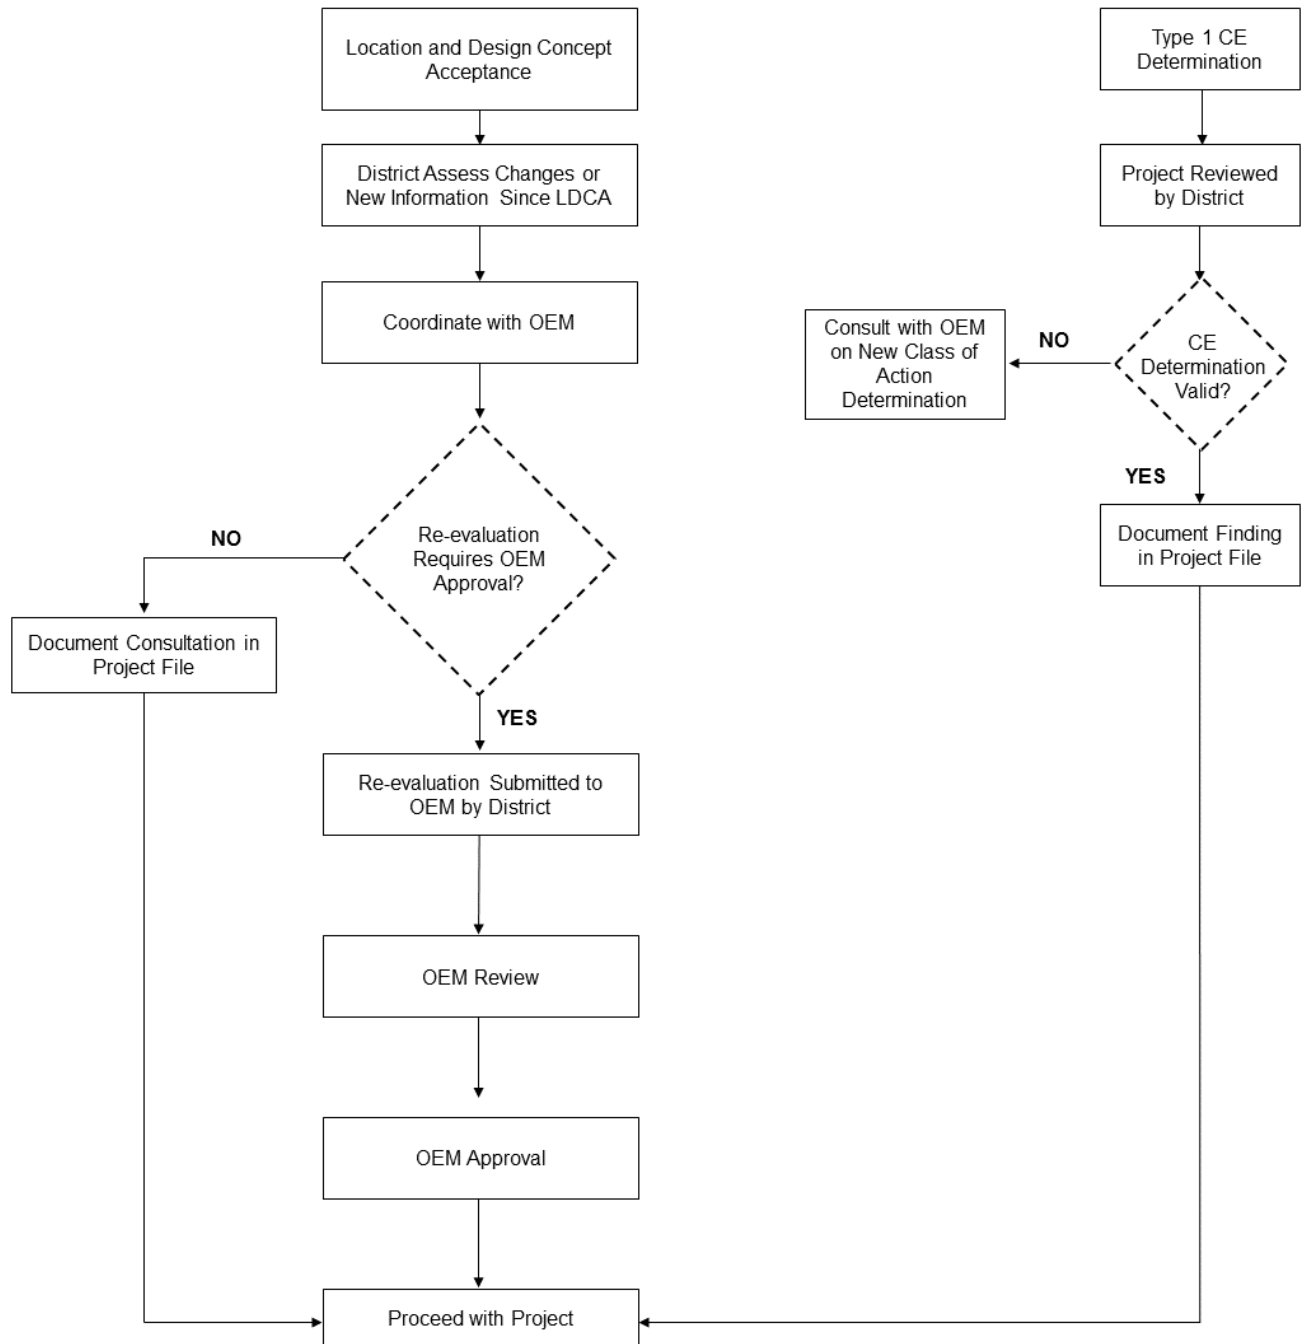 Location and Design Concept
Acceptance
District Assess Changes or
New Information Since LDCA
Coordinate with OEM
Re-evaluation
Requires OEM
Approval?
NO
Document Consultation in
Project File
YES
Re-evaluation Submitted to
OEM by District
OEM Review
OEM Approval
Proceed with Project
Type 1 CE
Determination
Project Reviewed
by District
CE
Determination
Valid?
NO
Consult with OEM
on New Class of
Action
Determination
YES
Document Finding
in Project File